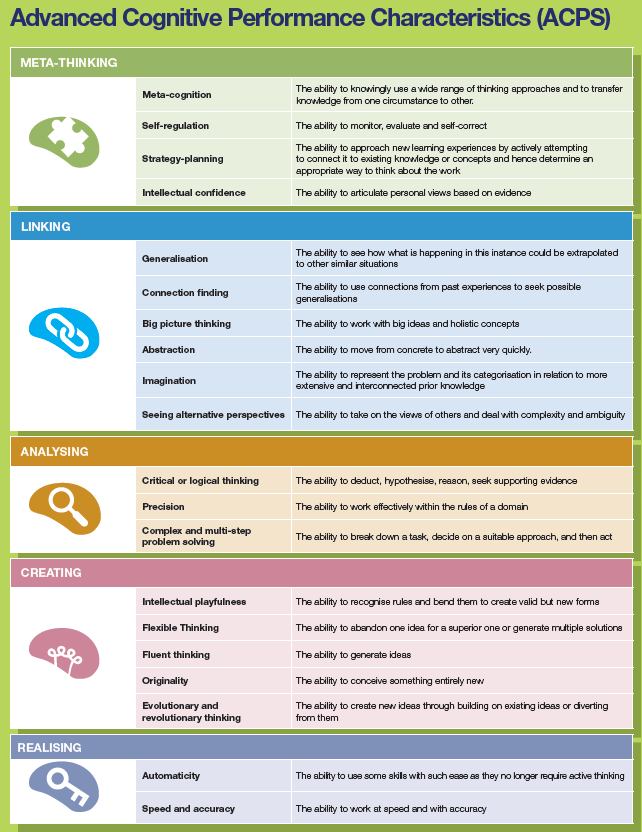 Advanced Cognitive Performance Characteristics (ACPS)
META-THINKING
Meta-cognition
The ability to knowingly use a wide range of thinking approaches and to transfer
knowledge from one circumstance to other.
Self-regulation
The ability to monitor, evaluate and self-correct
Strategy-planning
The ability to approach new learning experiences by actively attempting
to connect it to existing knowledge or concepts and hence determine an
appropriate way to think about the work
Intellectual confidence
The ability to articulate personal views based on evidence
LINKING
Generalisation
The ability to see how what is happening in this instance could be extrapolated
to other similar situations
Connection finding
The ability to use connections from past experiences to seek possible
generalisations
Big picture thinking
The ability to work with big ideas and holistic concepts
Abstraction
The ability to move from concrete to abstract very quickly.
Imagination
The ability to represent the problem and its categorisation in relation to more
extensive and interconnected prior knowledge
Seeing alternative perspectives
The ability to take on the views of others and deal with complexity and ambiguity
ANALYSING
Critical or logical thinking
The ability to deduct, hypothesise, reason, seek supporting evidence
Precision
The ability to work effectively within the rules of a domain
Complex and multi-step
problem solving
The ability to break down a task, decide on a suitable approach, and then act
CREATING
Intellectual playfulness
The ability to recognise rules and bend them to create valid but new forms
Flexible Thinking
The ability to abandon one idea for a superior one or generate multiple solutions
Fluent thinking
The ability to generate ideas
Originality
The ability to conceive something entirely new
Evolutionary and
revolutionary thinking
The ability to create new ideas through building on existing ideas or diverting
from them
REALISING
Automaticity
The ability to use some skills with such ease as they no longer require active thinking
Speed and accuracy
The ability to work at speed and with accuracy